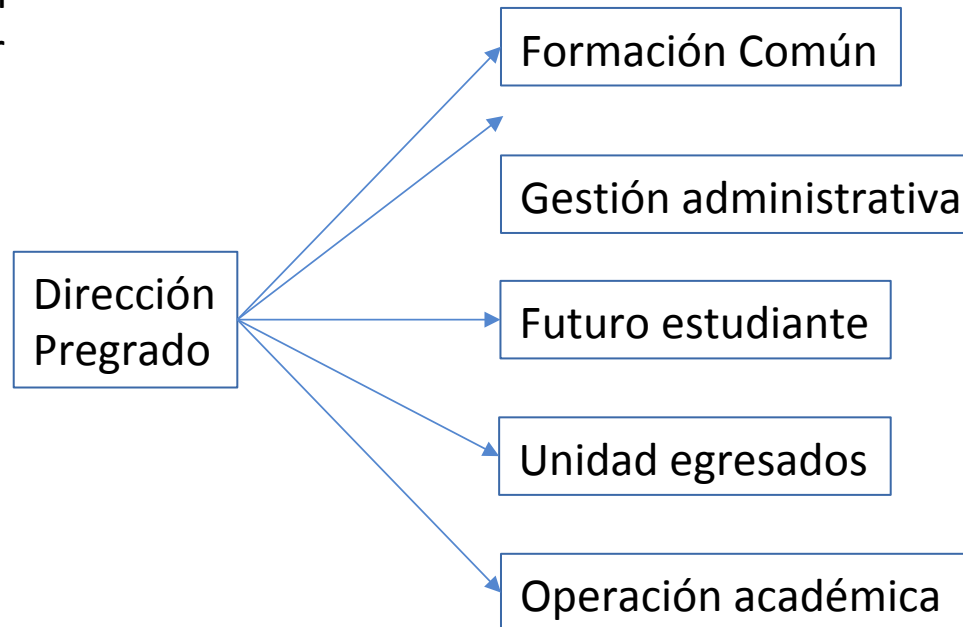 Formación Común
Gestión administrativa
Dirección
Pregrado
Futuro estudiante
Unidad egresados
Operación académica